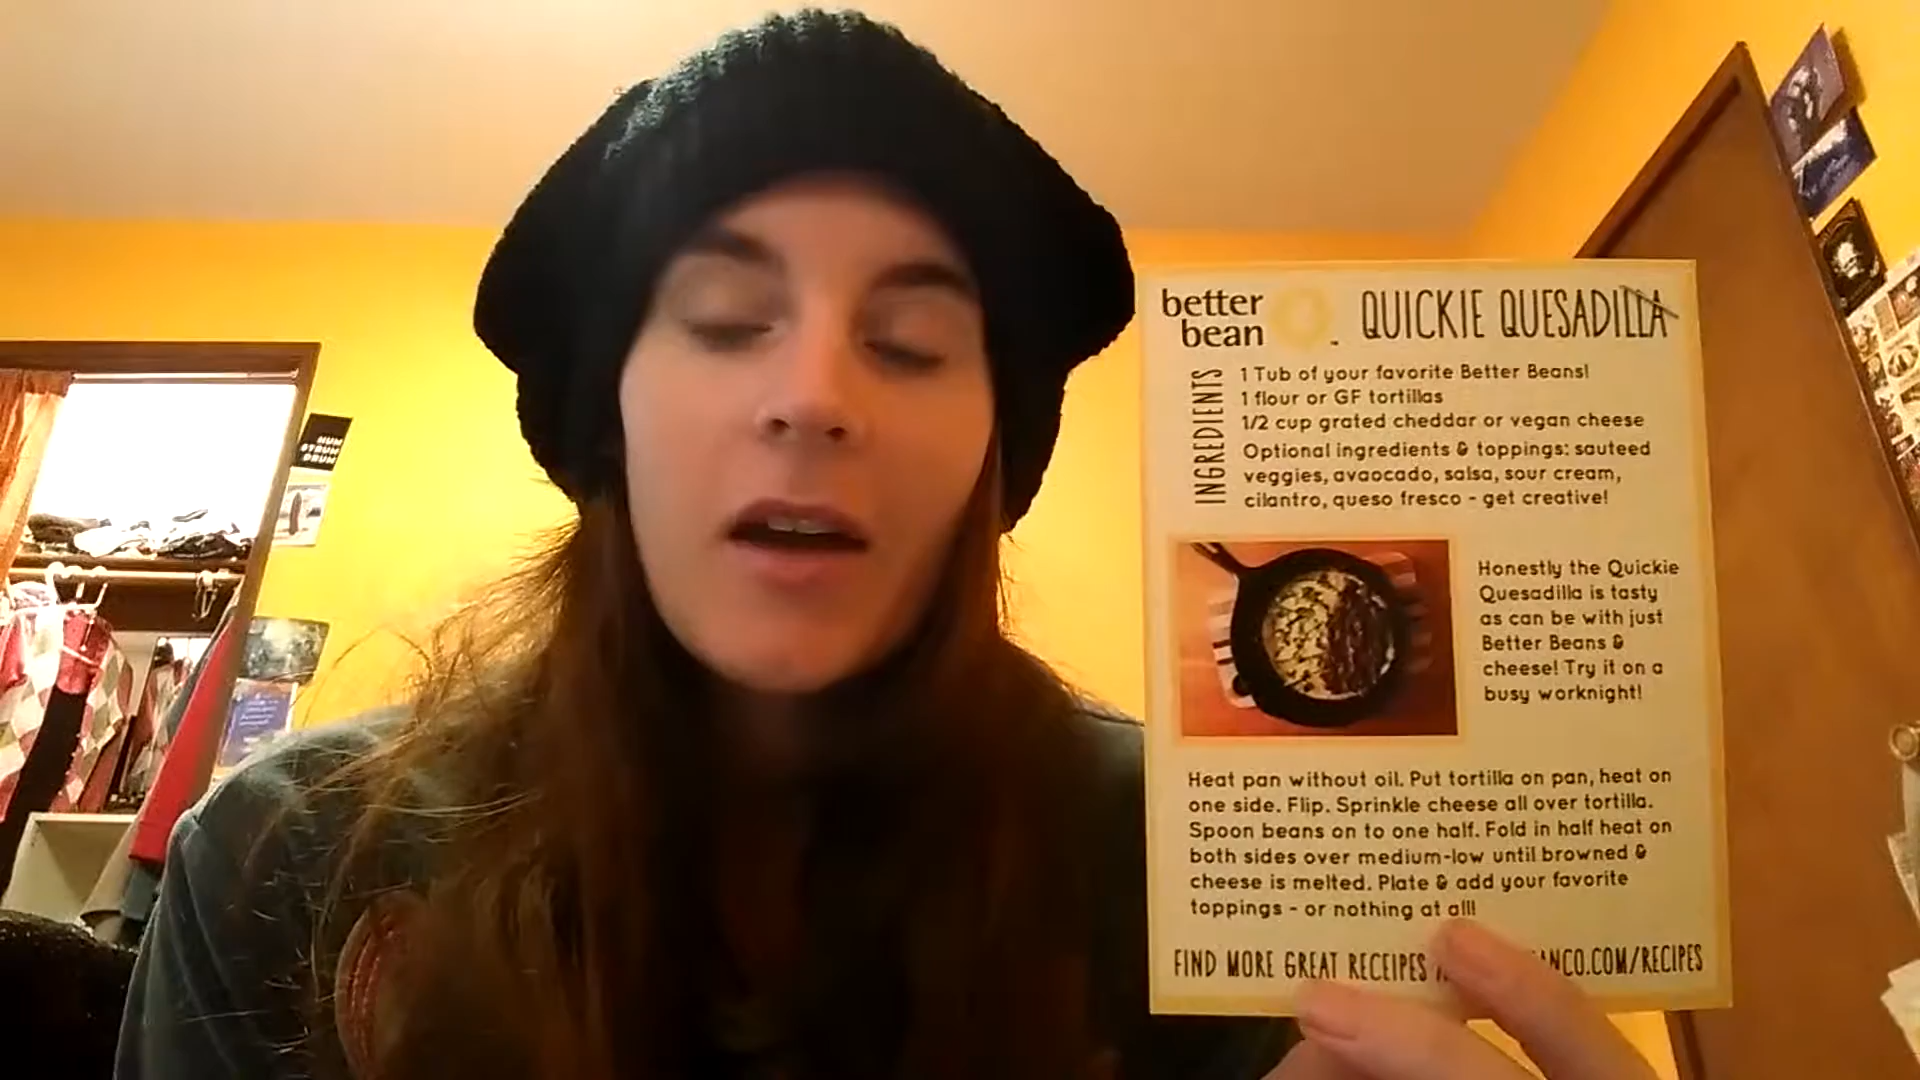 better
bean
QUICKIE QUESADILLA
INGREDIENTS
1 Tub of your favorite Better Beans!
1 flour or GF tortillas
1/2 cup grated cheddar or vegan cheese
Optional ingredients & toppings: sauteed
veggies, avaocado, salsa, sour cream,
cilantro, queso fresco - get creative!
Honestly the Quickie
Quesadilla is tasty
as can be with just
Better Beans &
cheese! Try it on a
busy worknight!
Heat pan without oil. Put tortilla on pan, heat on
one side. Flip. Sprinkle cheese all over tortilla.
Spoon beans on to one half. Fold in half heat on
both sides over medium-low until browned &
cheese is melted. Plate & add your favorite
toppings - or nothing at all!
FIND MORE GREAT RECEIPES ANCO.COM/RECIPES
NUM
STRUM
DRUM